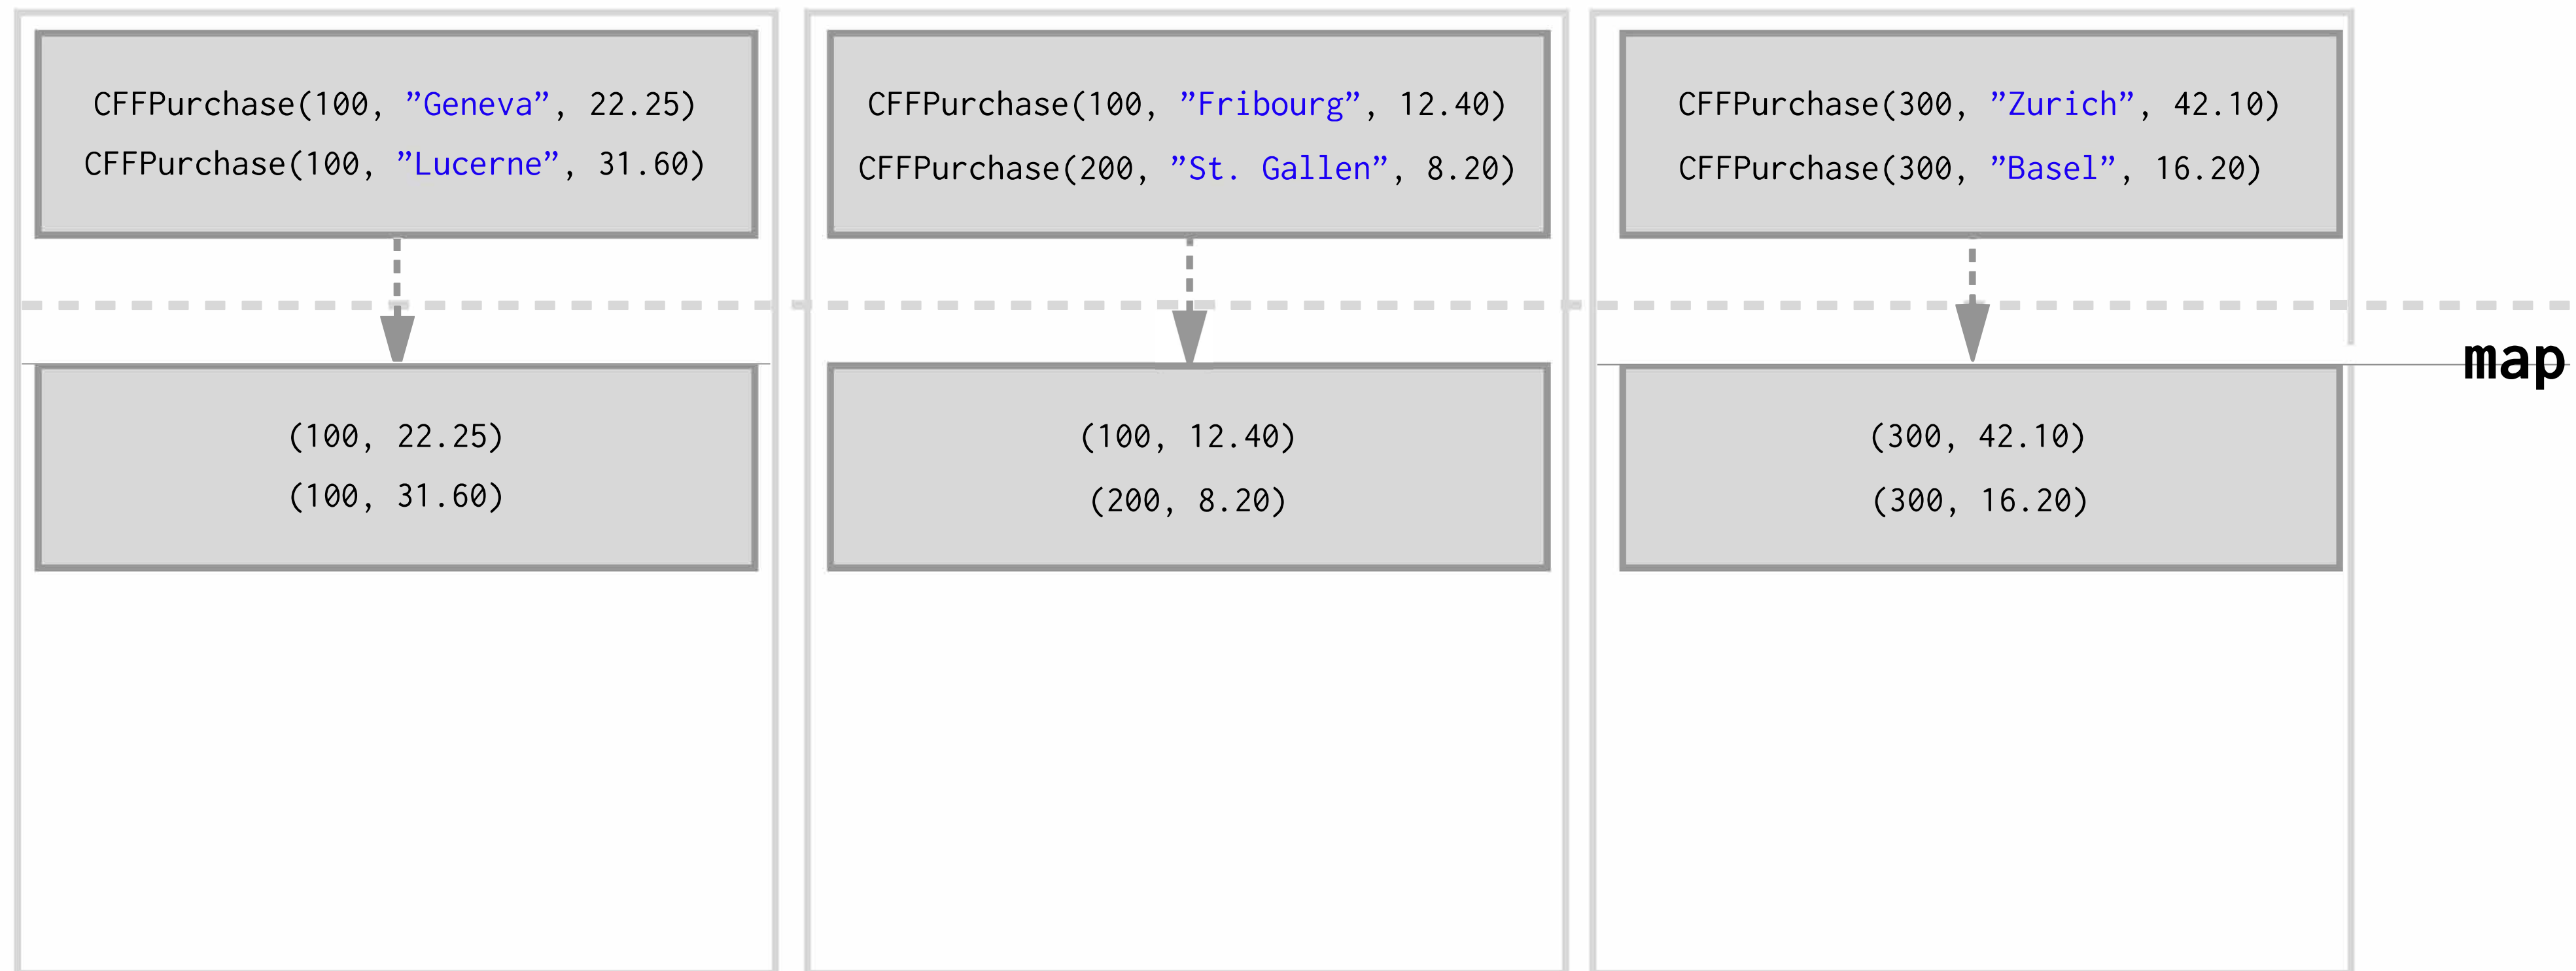 CFFPurchase(100, ”Geneva”, 22.25)
CFFPurchase(100, ”Lucerne”, 31.60)
CFFPurchase(100, ”Fribourg”, 12.40)
CFFPurchase(200, ”St. Gallen”, 8.20)
CFFPurchase(300, ”Zurich”, 42.10)
CFFPurchase(300, ”Basel”, 16.20)
map
(100, 22.25)
(100, 31.60)
(100, 12.40)
(200, 8.20)
(300, 42.10)
(300, 16.20)